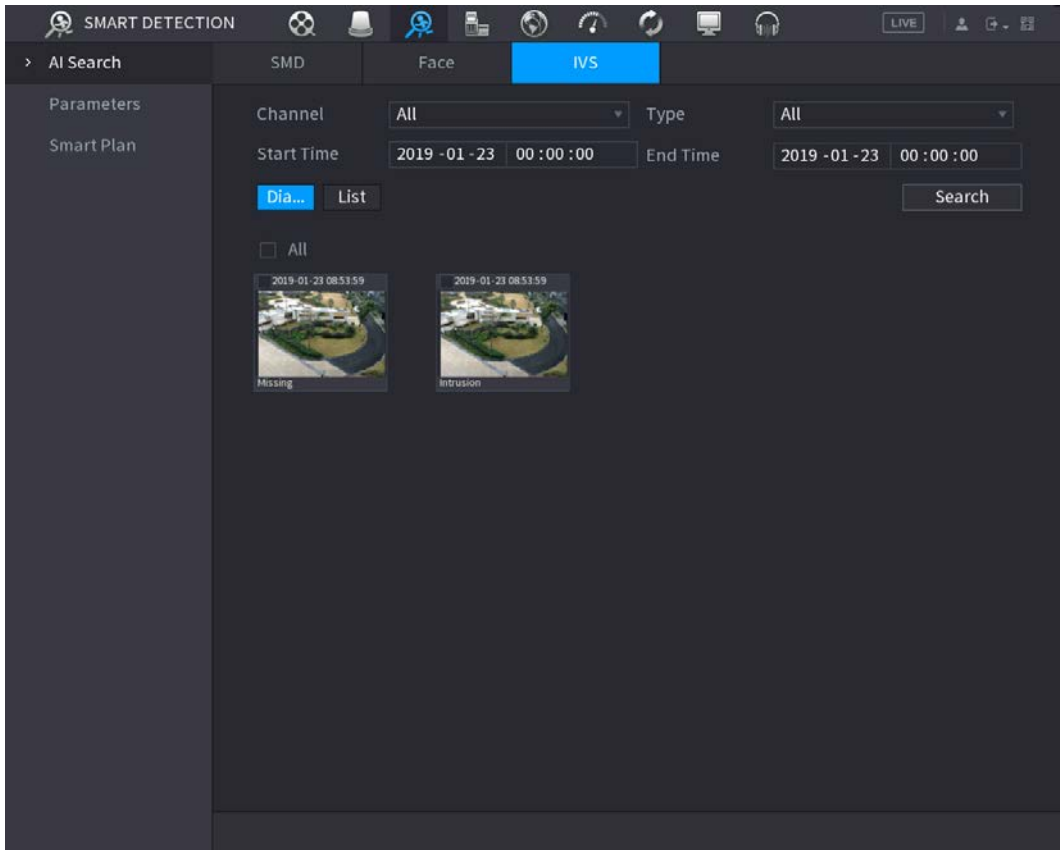 SMART DETECTION LIVE
> AI Search SMD Face IVS
Parameters
Smart Plan
Channel All Type All
Start Time 2019 -01 -23 00 :00 :00 End Time 2019 -01 -23 00 :00 :00
Dia... List Search
All
2019-01-23 08:53:59 2019-01-23 08:53:59
Missing Intrusion